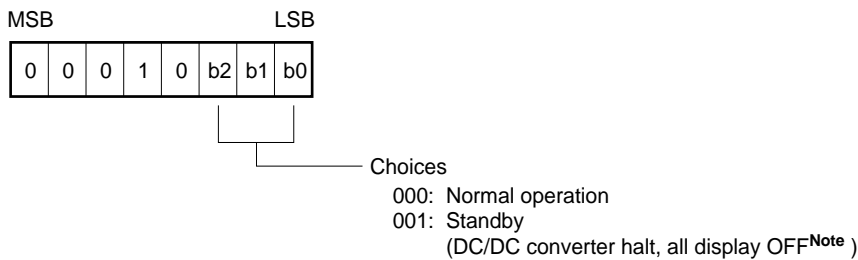 MSB LSB
0 0 0 1 0 b2 b1 b0
Choices
000: Normal operation
001: Standby
(DC/DC converter halt, all display OFFNote )